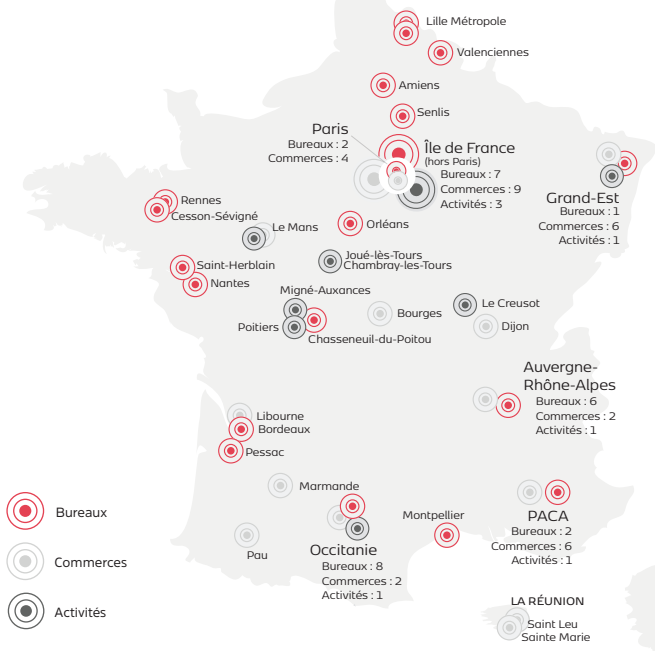 Lille Métropole
Valenciennes
Amiens
Senlis
Paris
Bureaux : 2
Commerces : 4
Île de France
(hors Paris)
Bureaux : 7
Commerces : 9
Activités : 3
Grand-Est
Bureaux : 1
Commerces : 6
Activités : 1
Rennes
Cesson-Sévigné
Le Mans
Orléans
Joué-lès-Tours
Chambray-les-Tours
Saint-Herblain
Nantes
Migné-Auxances
Poitiers
Chasseneuil-du-Poitou
Bourges
Le Creusot
Dijon
Auvergne-
Rhône-Alpes
Bureaux : 6
Commerces : 2
Activités : 1
Libourne
Bordeaux
Pessac
Marmande
Pau
Occitanie
Bureaux : 8
Commerces : 2
Activités : 1
Montpellier
PACA
Bureaux : 2
Commerces : 6
Activités : 1
LA RÉUNION
Saint Leu
Sainte Marie
Bureaux
Commerces
Activités